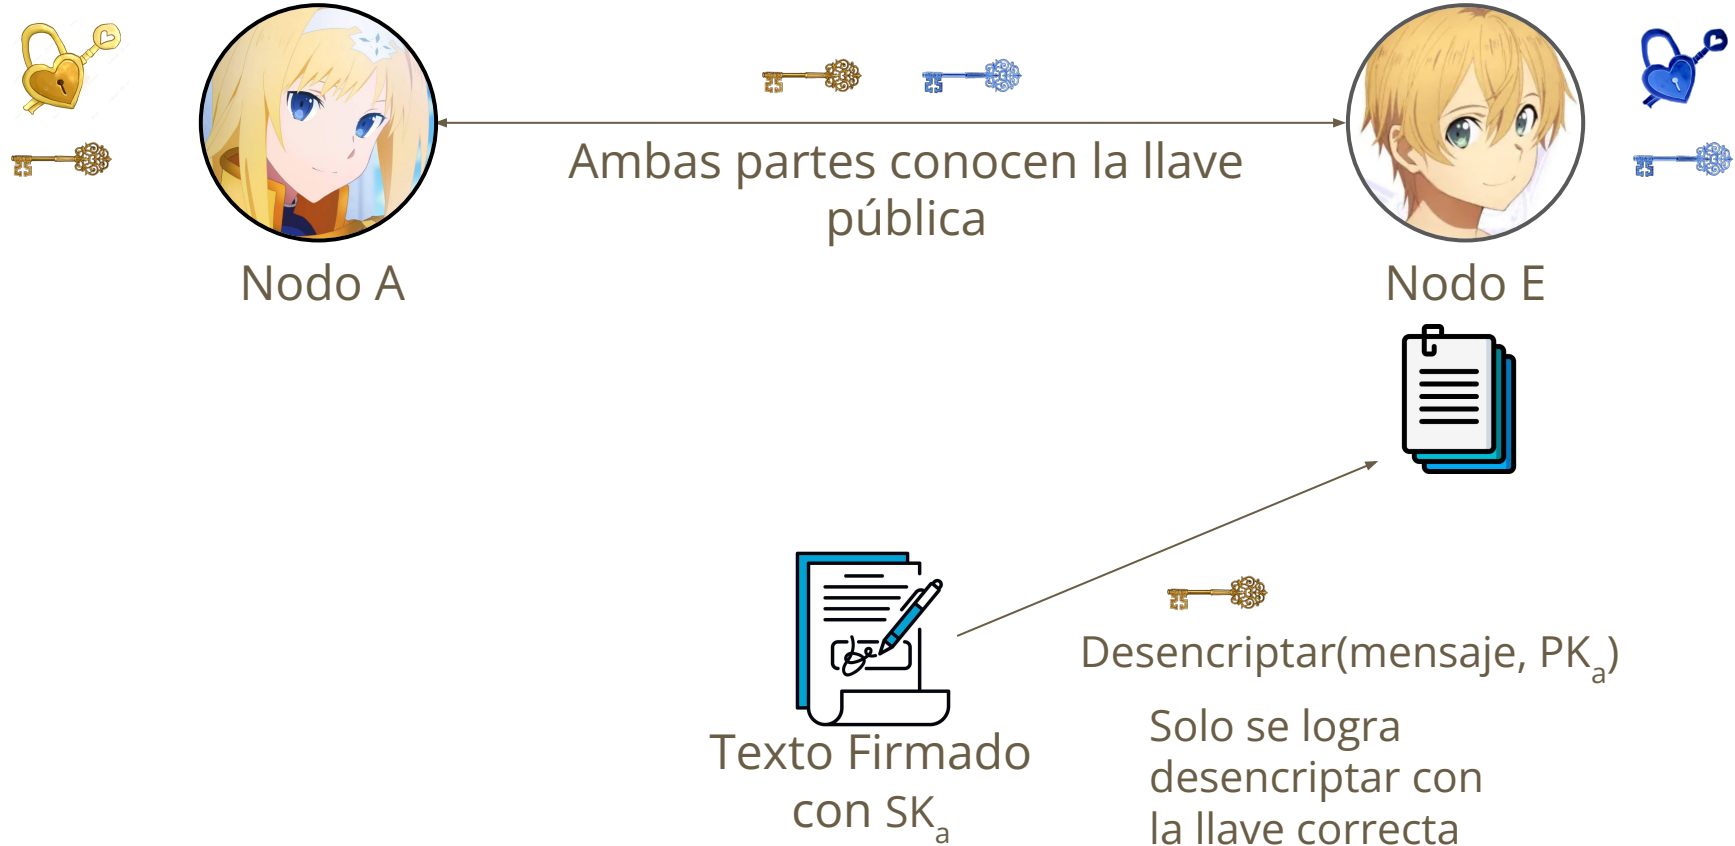 Ambas partes conocen la llave
pública
Nodo A
Nodo E
Desencriptar(mensaje, PKa)
Solo se logra
desencriptar con
la llave correcta
Texto Firmado
con SKa